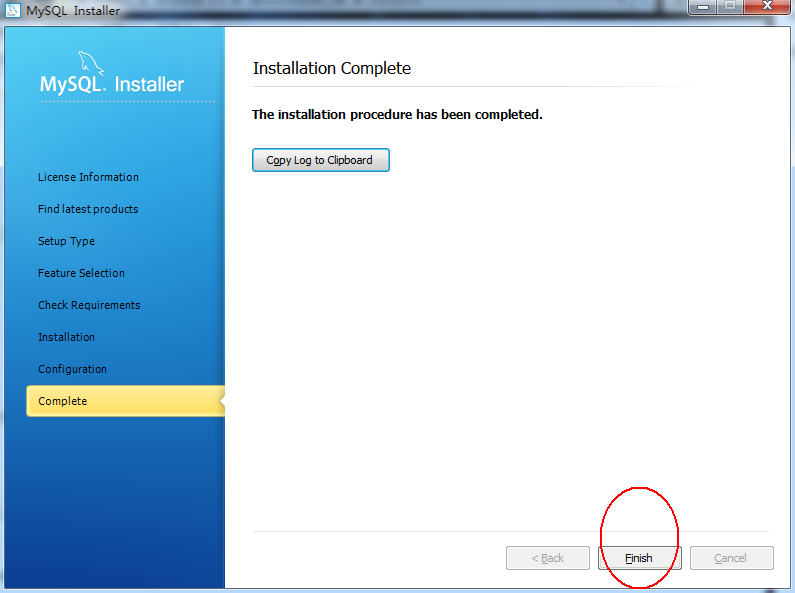 MySQL Installer
MySQL. Installer
Installation Complete
The installation procedure has been completed.
Copy Log to Clipboard
License Information
Find latest products
Setup Type
Feature Selection
Check Requirements
Installation
Configuration
Complete
< Back
Finish
Cancel